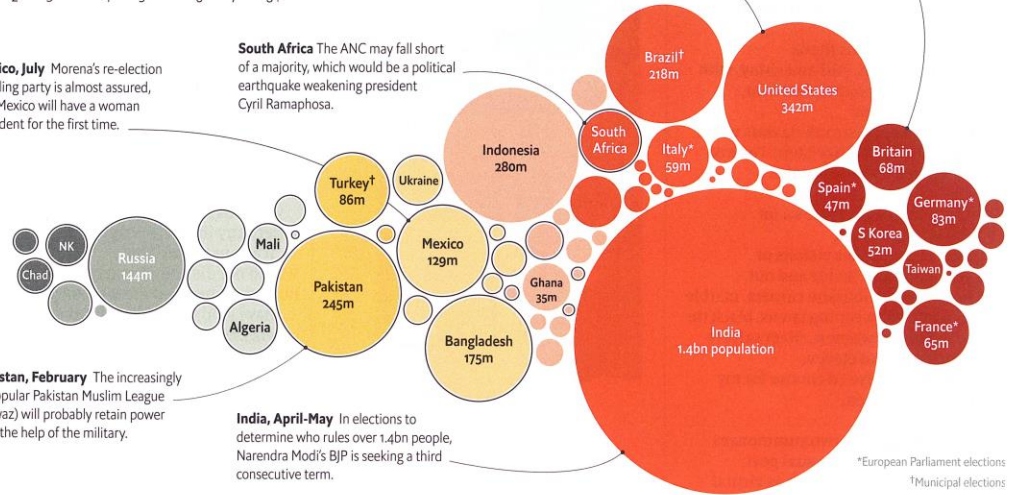 South Africa The ANC may fall short
of a majority, which would be a political
earthquake weakening president
Cyril Ramaphosa.
ico, July Morena's re-election
ling party is almost assured,
Mexico will have a woman
dent for the first time.
Brazil†
218m
United States
342m
South
Africa
Italy*
59m
Indonesia
280m
Britain
68m
Turkey†
86m
Ukraine
Spain*
47m
Germany*
83m
S Korea
52m
Mexico
129m
Mali
NK
Russia
144m
Chad
Taiwan
Pakistan
245m
Ghana
35m
Algeria
Bangladesh
175m
India
1.4bn population
France*
65m
stan, February The increasingly
opular Pakistan Muslim League
waz) will probably retain power
the help of the military.
India, April-May In elections to
determine who rules over 1.4bn people,
Narendra Modi's BJP is seeking a third
consecutive term.
*European Parliament elections
†Municipal elections